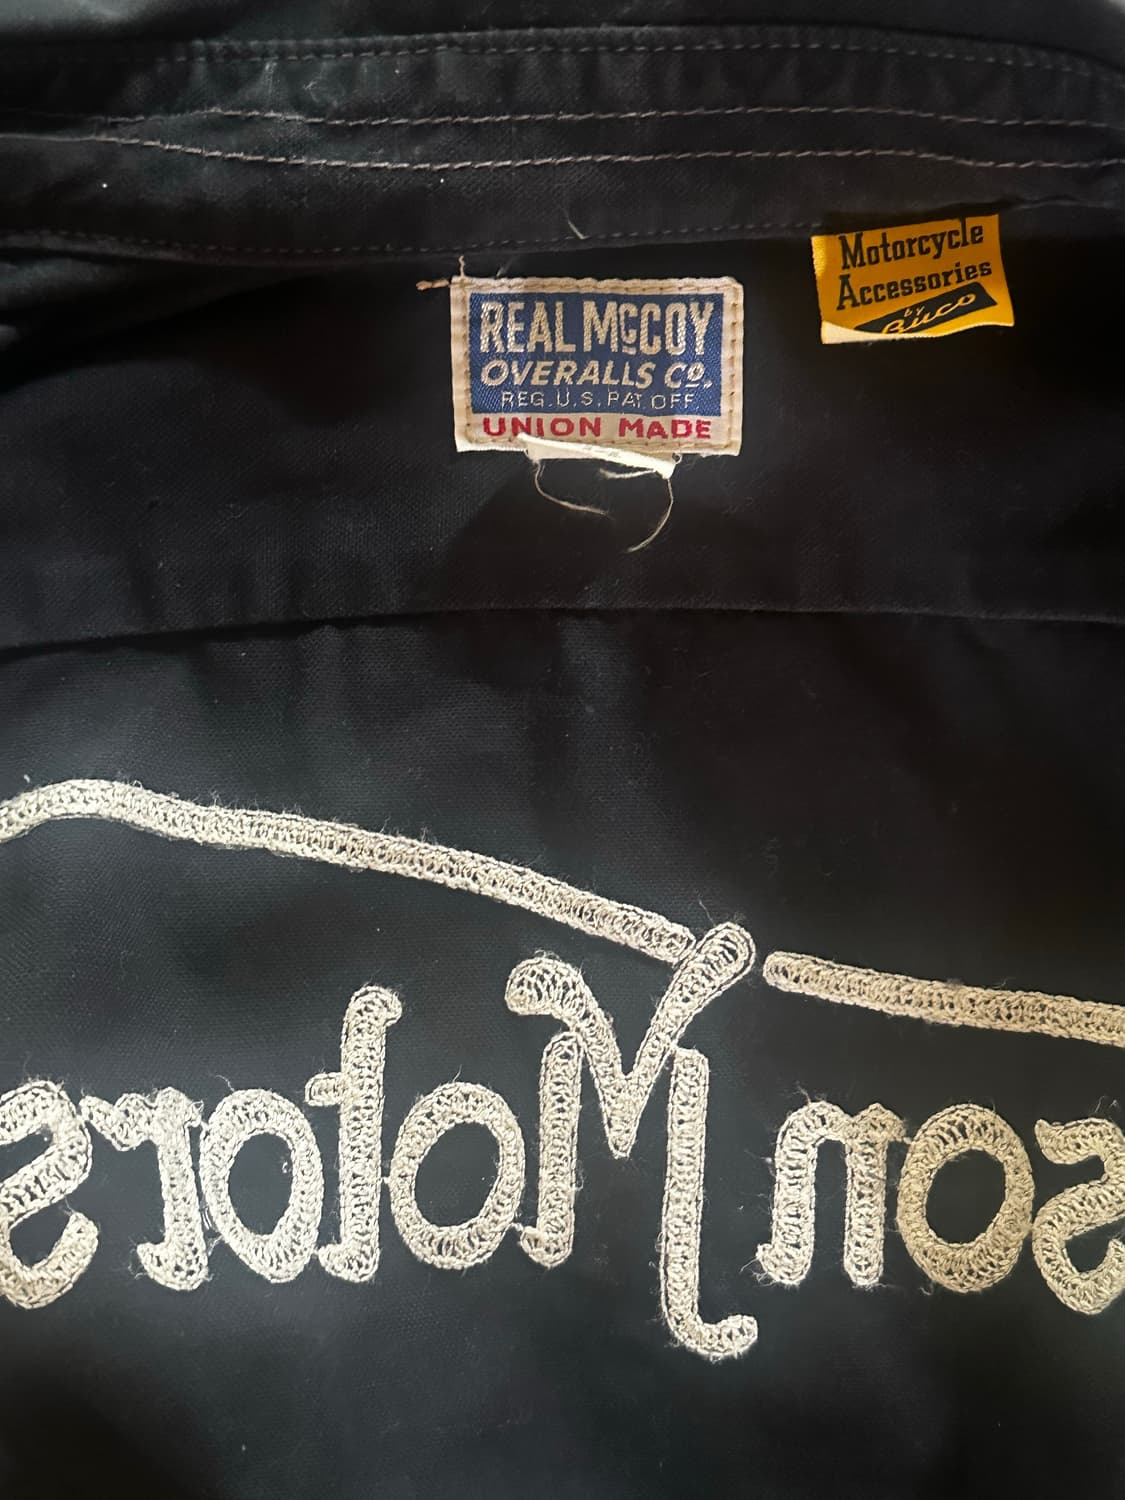 REAL McCOY
OVERALLS Co.
REG. U.S. PAT. OFF.
UNION MADE
Motorcycle
Accessories
by
Buco
son Motors